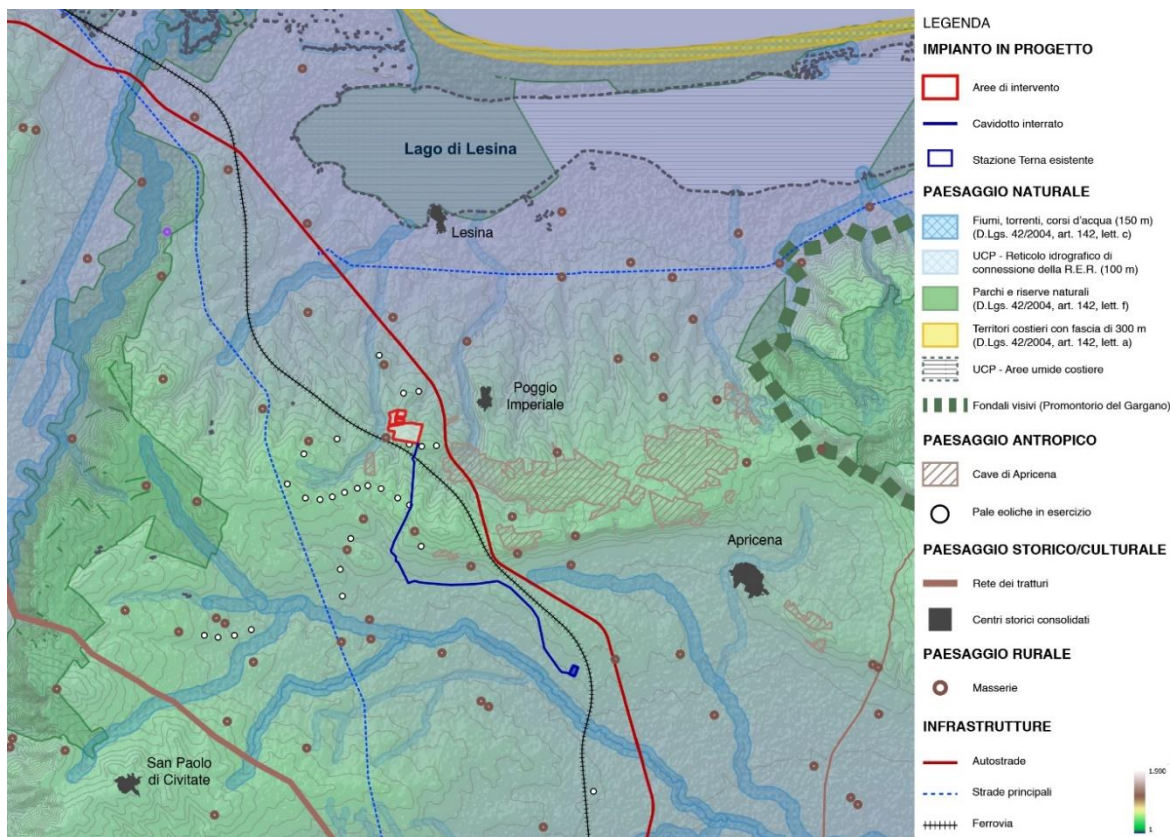 Lago di Lesina
Lesina
Poggio
Imperiale
Apricena
San Paolo
di Civitate
LEGENDA
IMPIANTO IN PROGETTO
Aree di intervento
Cavidotto interrato
Stazione Terna esistente
PAESAGGIO NATURALE
Fiumi, torrenti, corsi d'acqua (150 m)
(D.Lgs. 42/2004, art. 142, lett. c)
UCP - Reticolo idrografico di
connessione della R.E.R. (100 m)
Parchi e riserve naturali
(D.Lgs. 42/2004, art. 142, lett. f)
Territori costieri con fascia di 300 m
(D.Lgs. 42/2004, art. 142, lett. a)
UCP - Aree umide costiere
Fondali visivi (Promontorio del Gargano)
PAESAGGIO ANTROPICO
Cave di Apricena
Pale eoliche in esercizio
PAESAGGIO STORICO/CULTURALE
Rete dei tratturi
Centri storici consolidati
PAESAGGIO RURALE
Masserie
INFRASTRUTTURE
Autostrade
Strade principali
Ferrovia
1.500
1